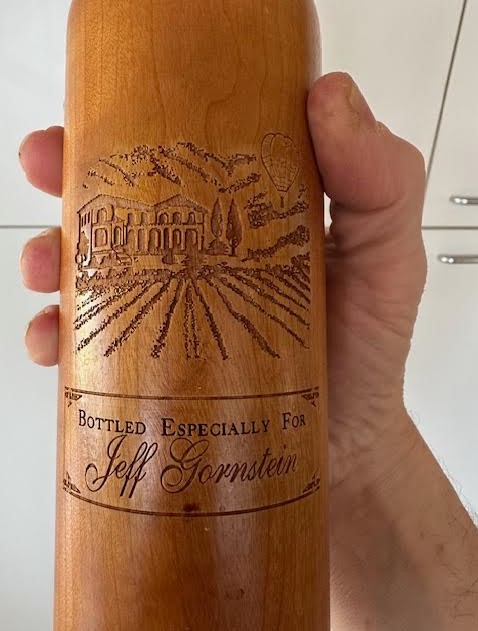 Bottled Especially For
Jeff Gornstein